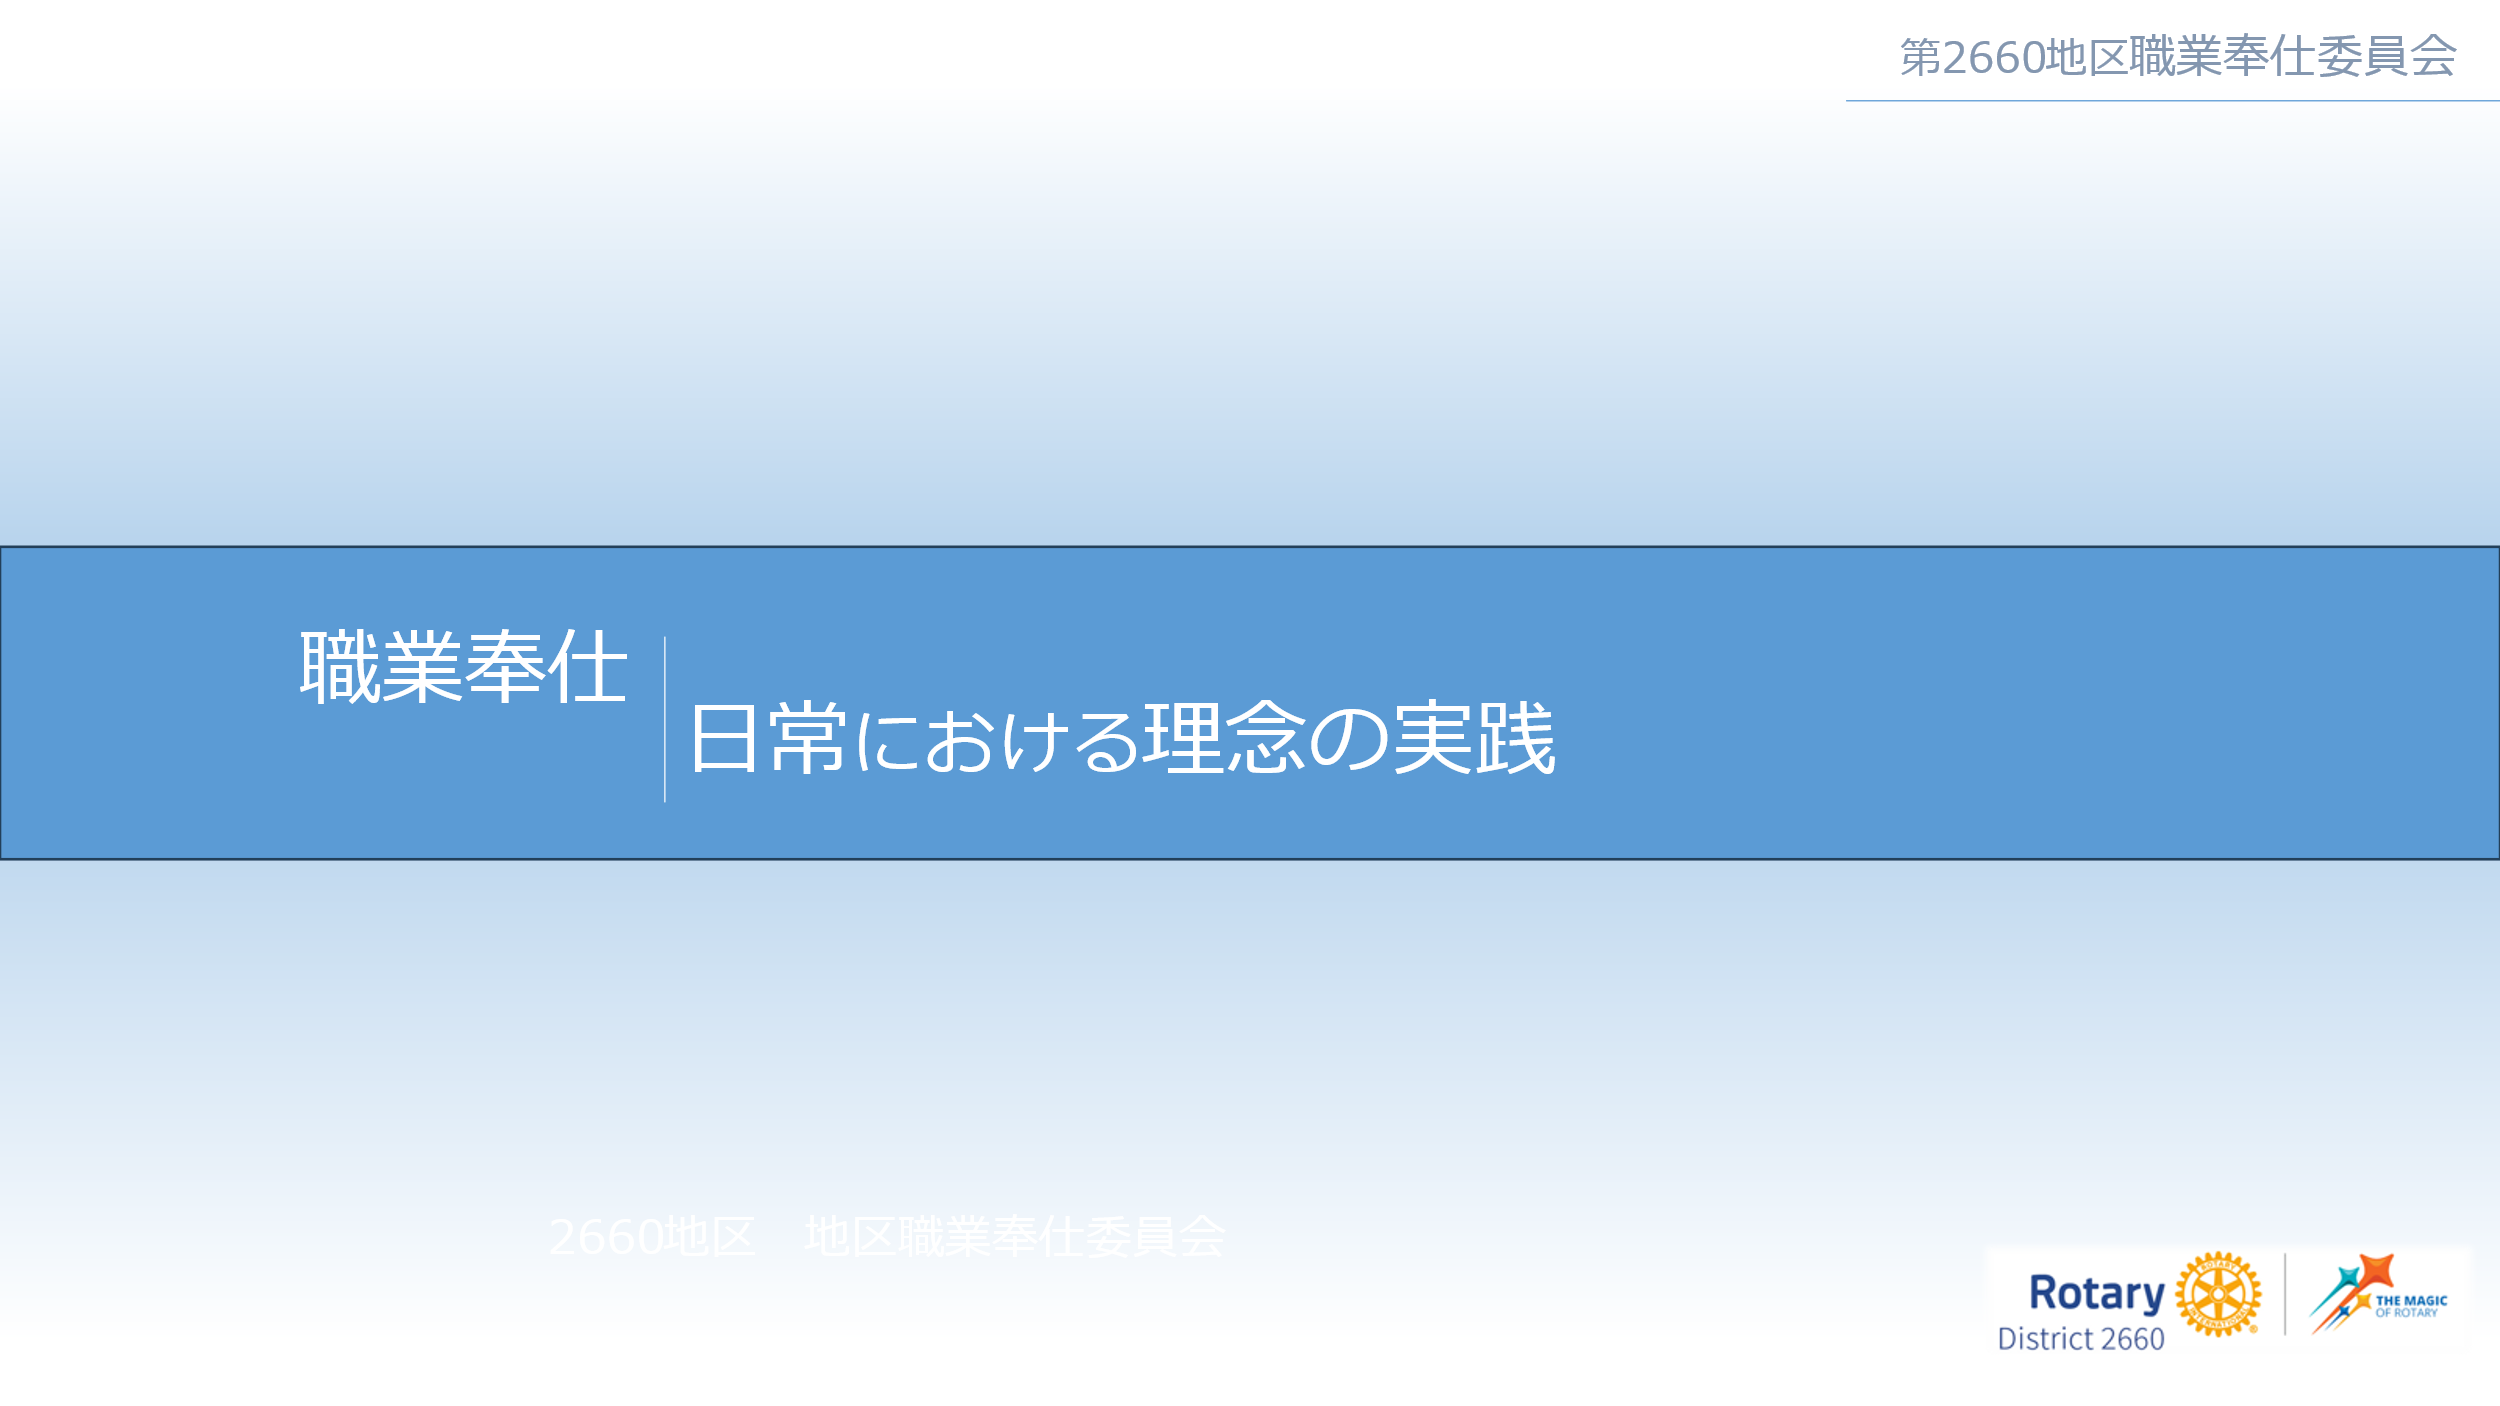 第2660地区職業奉仕委員会
職業奉仕
日常における理念の実践
2660地区　地区職業奉仕委員会
Rotary
District 2660
ROTARY
INTERNATIONAL
THE MAGIC
OF ROTARY